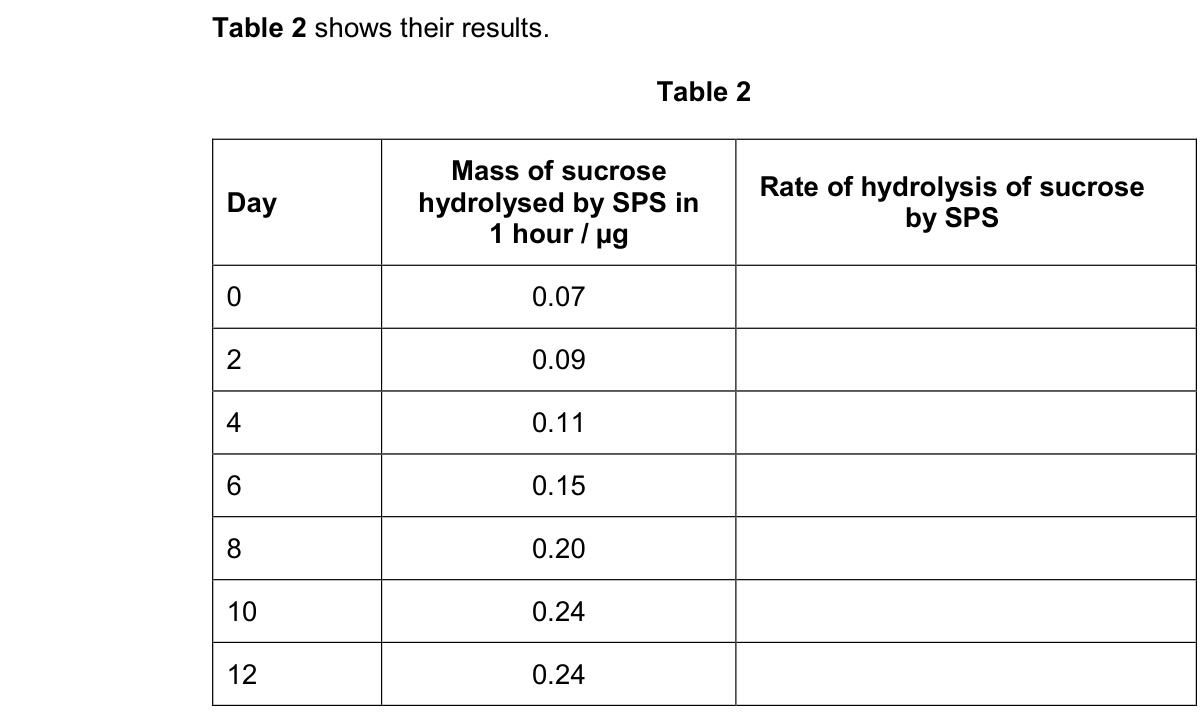 Table 2 shows their results.
Table 2
Day
Mass of sucrose
hydrolysed by SPS in
1 hour / µg
Rate of hydrolysis of sucrose
by SPS
0 0.07
2 0.09
4 0.11
6 0.15
8 0.20
10 0.24
12 0.24